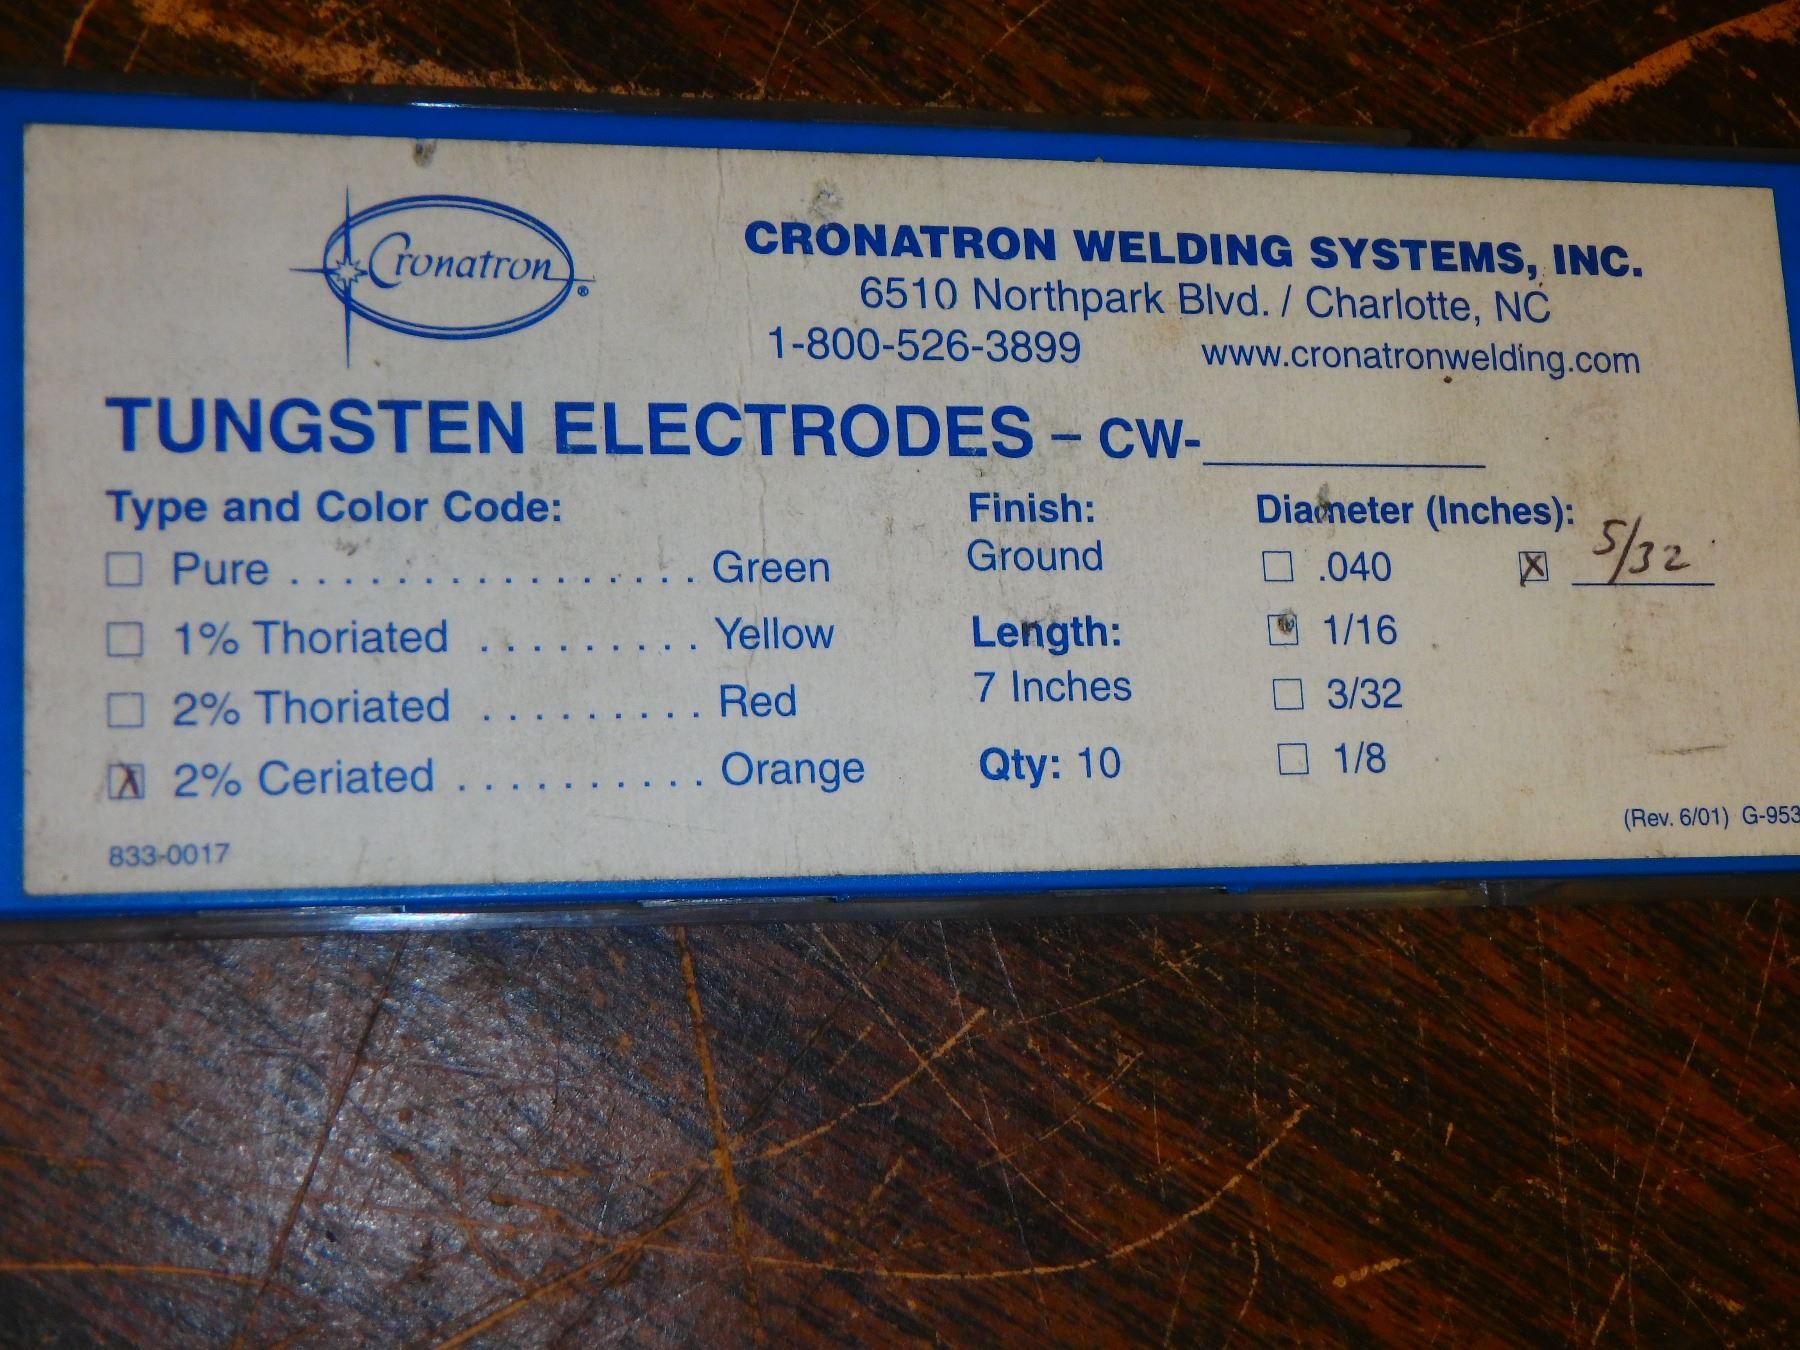 Cronatron ®
CRONATRON WELDING SYSTEMS, INC.
6510 Northpark Blvd. / Charlotte, NC
1-800-526-3899 www.cronatronwelding.com
TUNGSTEN ELECTRODES – CW-
Type and Color Code:
Pure . . . . . . . . . . . . . . . . Green
1% Thoriated . . . . . . . . . Yellow
2% Thoriated . . . . . . . . . Red
X 2% Ceriated . . . . . . . . . . Orange
833-0017
Finish:
Ground
Length:
7 Inches
Qty: 10
Diameter (Inches):
.040 X 5/32
1/16
3/32
1/8
(Rev. 6/01) G-953